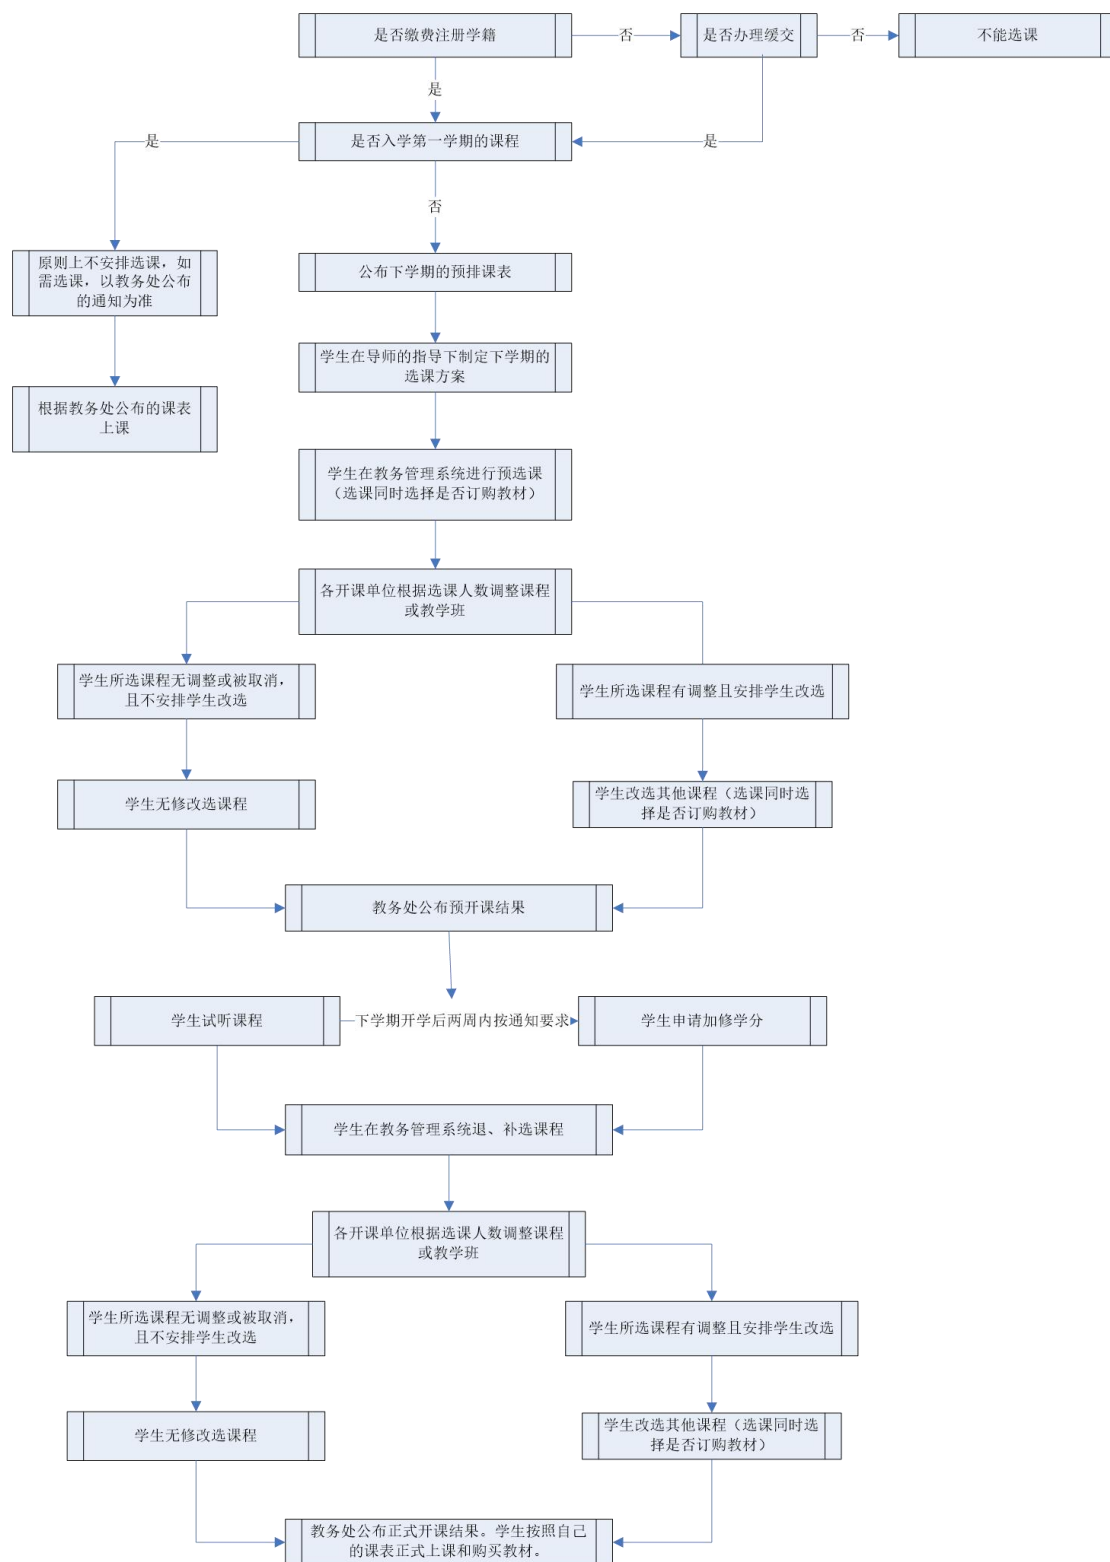 是否缴费注册学籍
否
是否办理缓交
否
不能选课
是
是否入学第一学期的课程
是
是
否
原则上不安排选课，如
需选课，以教务处公布
的通知为准
公布下学期的预排课表
学生在导师的指导下制定下学期的
选课方案
根据教务处公布的课表
上课
学生在教务管理系统进行预选课
（选课同时选择是否订购教材）
各开课单位根据选课人数调整课程
或教学班
学生所选课程无调整或被取消，
且不安排学生改选
学生所选课程有调整且安排学生改选
学生无修改选课程
学生改选其他课程（选课同时选
择是否订购教材）
教务处公布预开课结果
学生试听课程
下学期开学后两周内按通知要求
学生申请加修学分
学生在教务管理系统退、补选课程
各开课单位根据选课人数调整课程
或教学班
学生所选课程无调整或被取消，
且不安排学生改选
学生所选课程有调整且安排学生改选
学生无修改选课程
学生改选其他课程（选课同时选
择是否订购教材）
教务处公布正式开课结果。学生按照自己
的课表正式上课和购买教材。